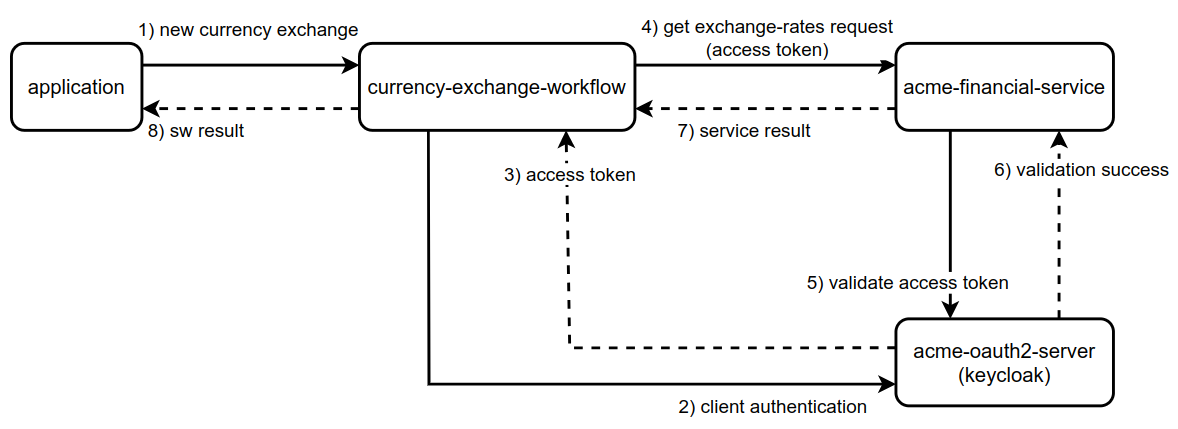 1) new currency exchange
4) get exchange-rates request
(access token)
application
currency-exchange-workflow
acme-financial-service
8) sw result
7) service result
3) access token
6) validation success
5) validate access token
acme-oauth2-server
(keycloak)
2) client authentication